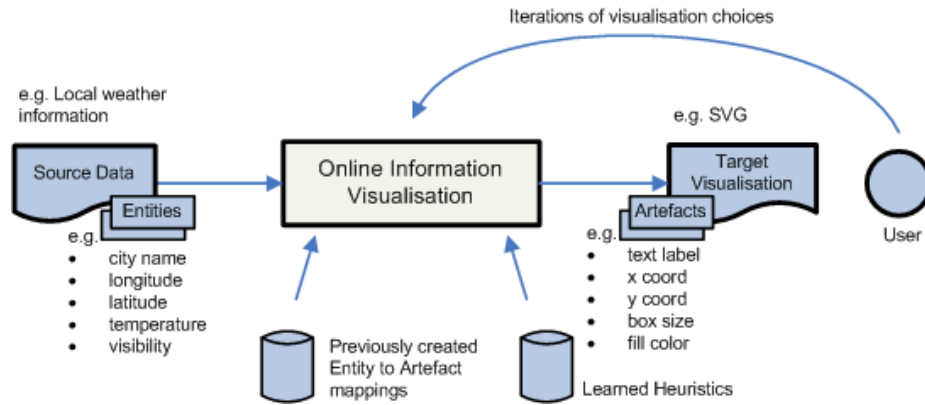 Iterations of visualisation choices
e.g. Local weather
information
e.g. SVG
Source Data
Entities
Online Information
Visualisation
Target
Visualisation
Artefacts
User
e.g.
• city name
• longitude
• latitude
• temperature
• visibility
e.g.
• text label
• x coord
• y coord
• box size
• fill color
Previously created
Entity to Artefact
mappings
Learned Heuristics